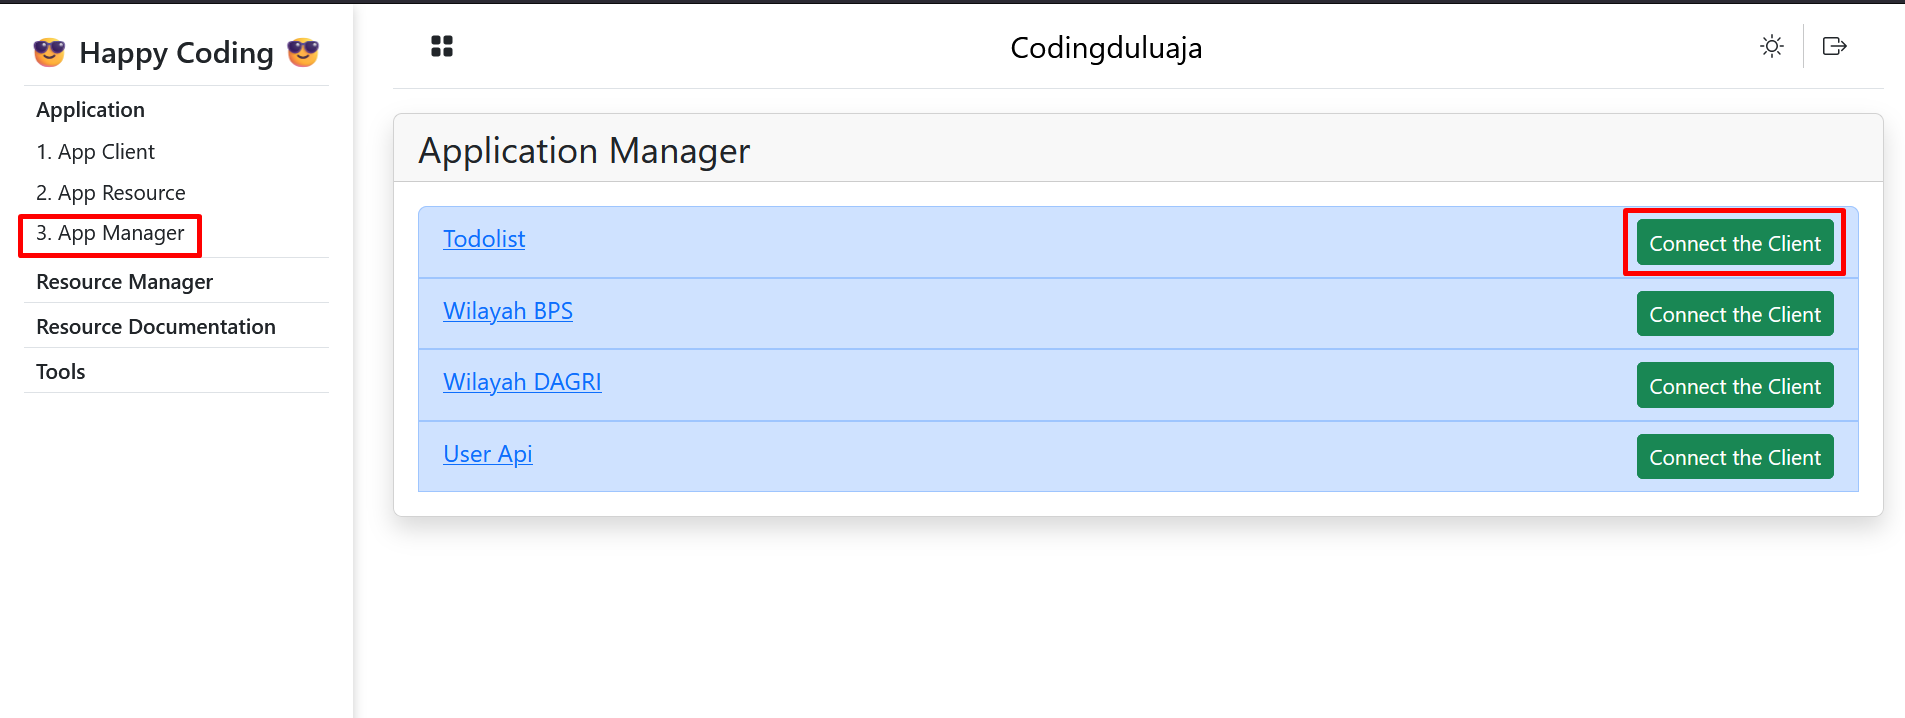 Happy Coding
Application
1. App Client
2. App Resource
3. App Manager
Resource Manager
Resource Documentation
Tools
Codingduluaja
Application Manager
Todolist
Connect the Client
Wilayah BPS
Connect the Client
Wilayah DAGRI
Connect the Client
User Api
Connect the Client